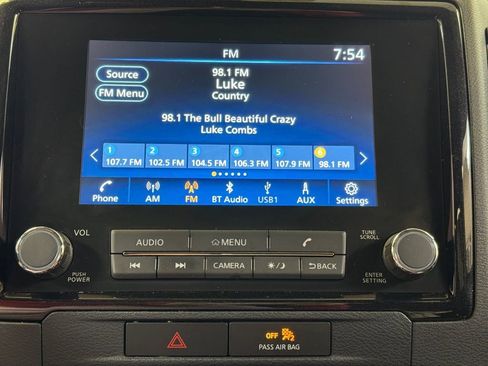 FM
7:54
Source
98.1 FM
Luke
FM Menu
Country
98.1 The Bull Beautiful Crazy
Luke Combs
1 2 3 4 5 6
107.7 FM 102.5 FM 104.5 FM 106.3 FM 107.9 FM 98.1 FM
Phone AM FM BT Audio USB1 AUX Settings
VOL
AUDIO MENU
TUNE
SCROLL
PUSH
POWER
CAMERA BACK
ENTER
SETTING
OFF 2
PASS AIR BAG